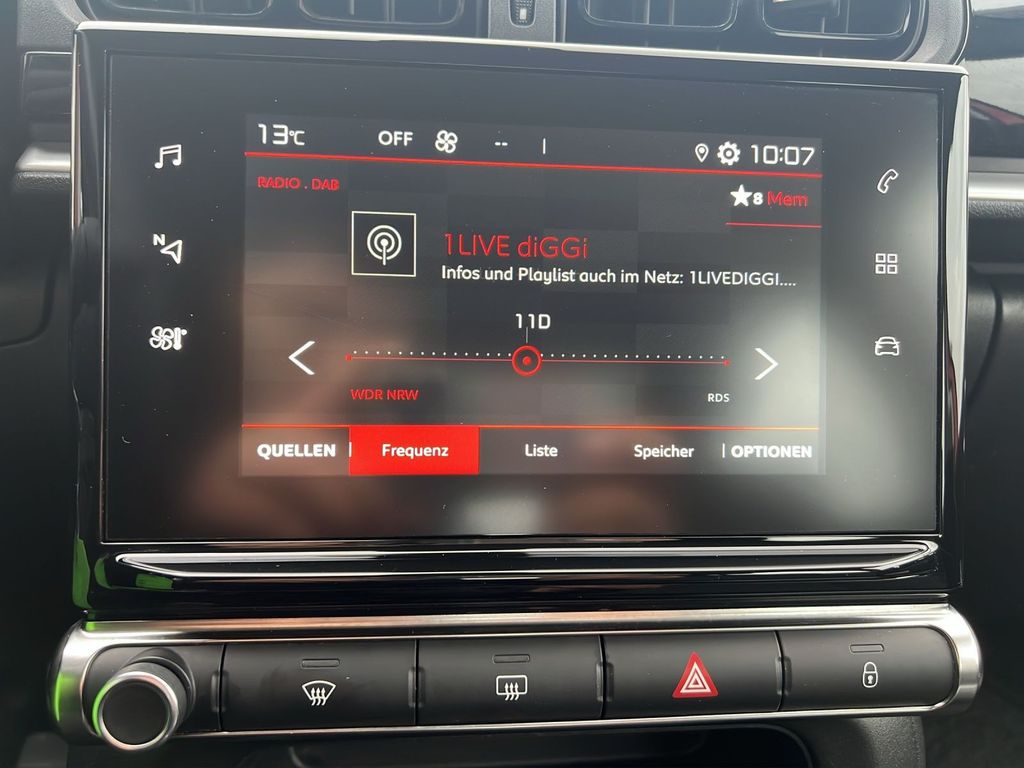 13°C OFF -- | 10:07
RADIO . DAB
8 Mem
1LIVE diGGi
Infos und Playlist auch im Netz: 1LIVEDIGGI....
N
11D
WDR NRW RDS
QUELLEN | Frequenz Liste Speicher | OPTIONEN